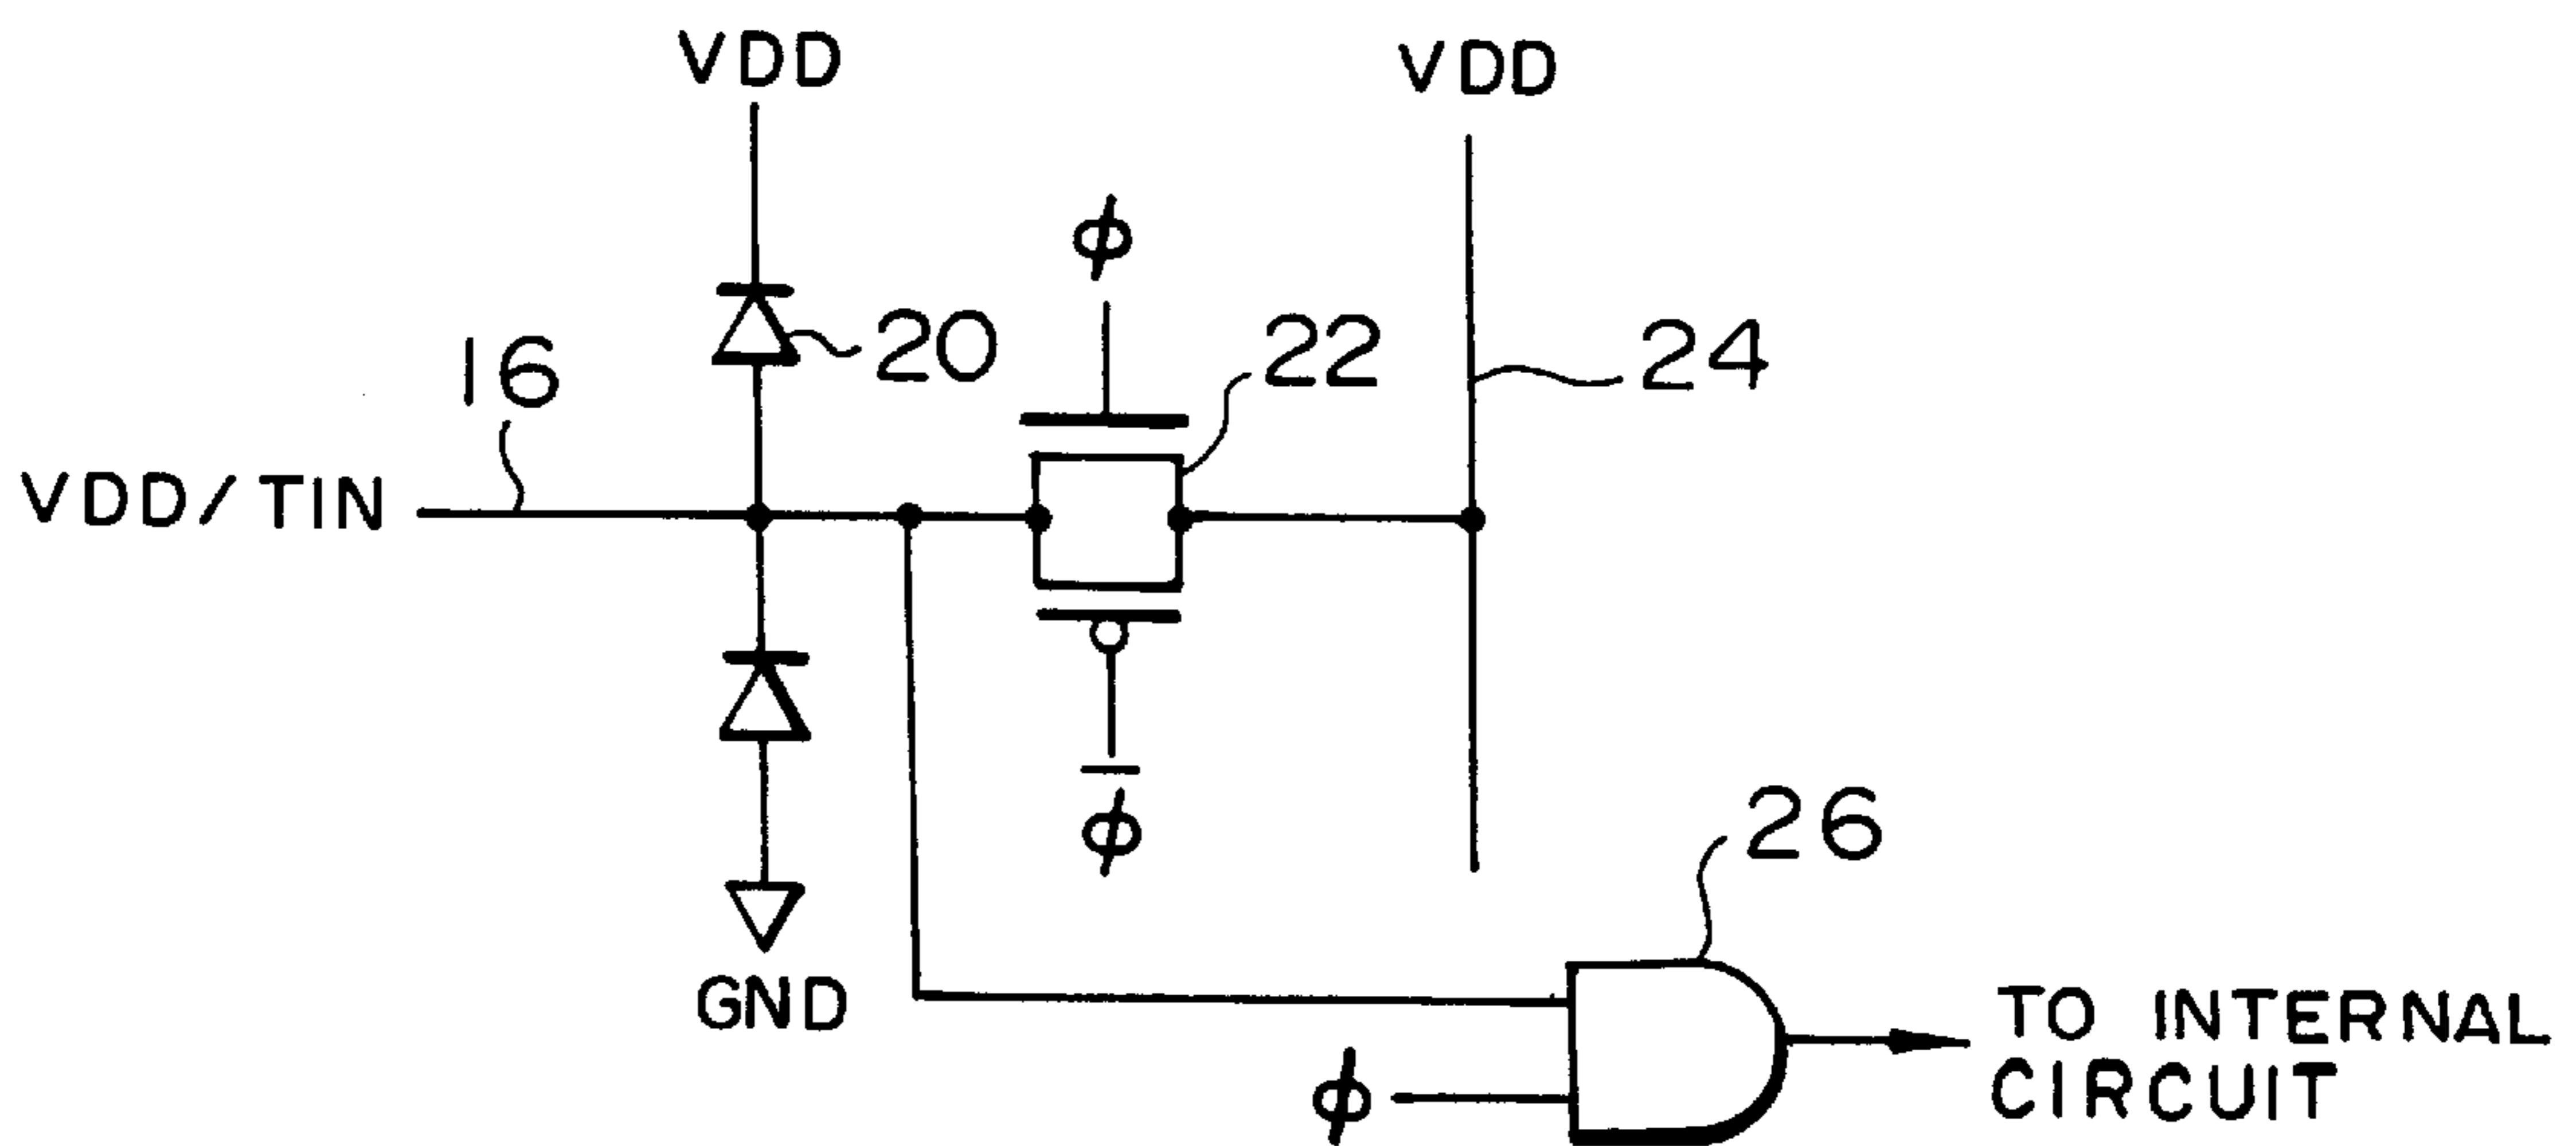 VDD
VDD
ϕ
20
22
24
16
VDD/TIN
ϕ̅
26
GND
TO INTERNAL
CIRCUIT
ϕ